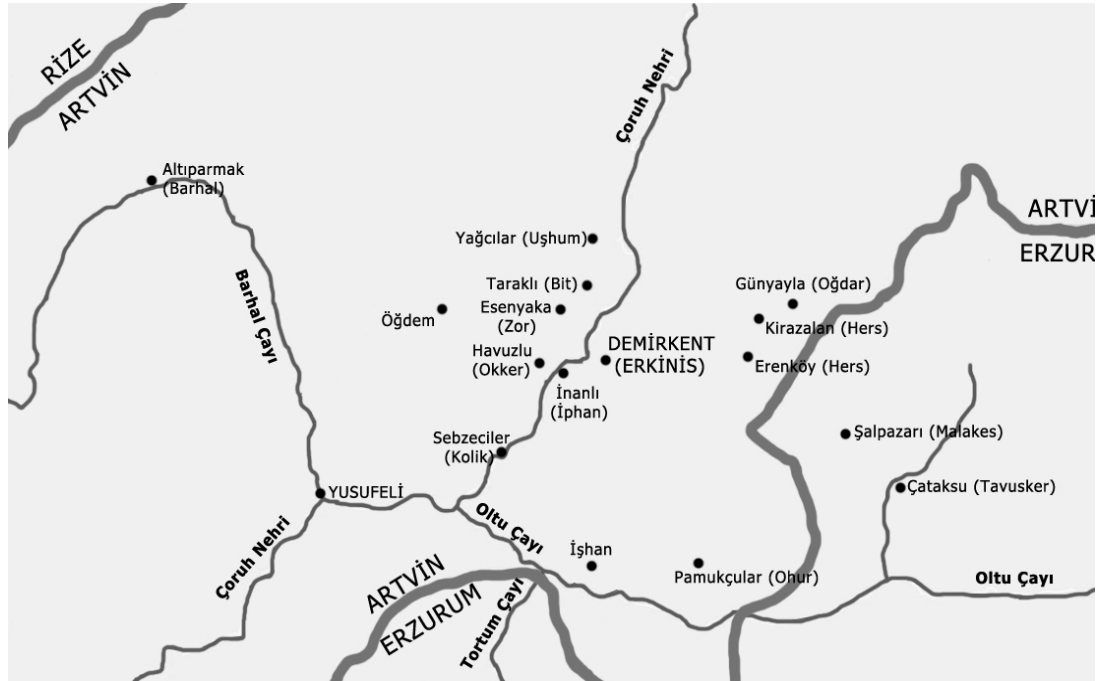 RİZE
ARTVİN
Çoruh Nehri
Altıparmak
(Barhal)
ARTVİ
ERZUR
Yağcılar (Uşhum)
Barhal Çayı
Taraklı (Bit)
Günyayla (Oğdar)
Öğdem
Esenyaka
(Zor)
Kirazalan (Hers)
Havuzlu
(Okker)
DEMİRKENT
(ERKİNİS)
Erenköy (Hers)
İnanlı
(İphan)
Sebzeciler
(Kolik)
Şalpazarı (Malakes)
YUSUFELİ
Çataksu (Tavusker)
Çoruh Nehri
Oltu Çayı
İşhan
Pamukçular (Ohur)
Oltu Çayı
ARTVİN
ERZURUM
Tortum Çayı